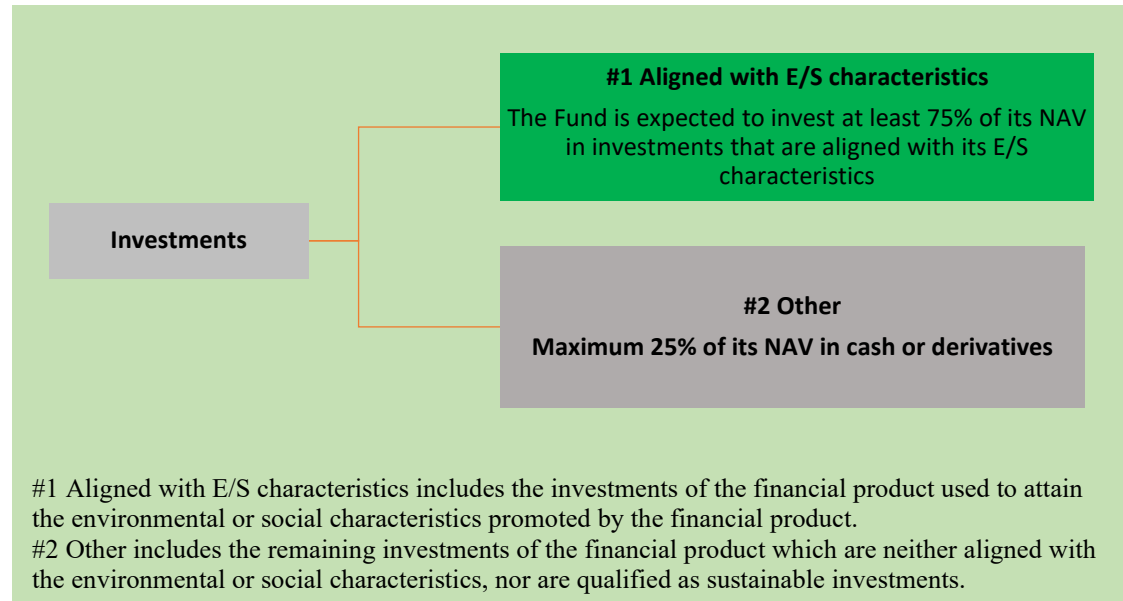 #1 Aligned with E/S characteristics
The Fund is expected to invest at least 75% of its NAV
in investments that are aligned with its E/S
characteristics
Investments
#2 Other
Maximum 25% of its NAV in cash or derivatives
#1 Aligned with E/S characteristics includes the investments of the financial product used to attain
the environmental or social characteristics promoted by the financial product.
#2 Other includes the remaining investments of the financial product which are neither aligned with
the environmental or social characteristics, nor are qualified as sustainable investments.